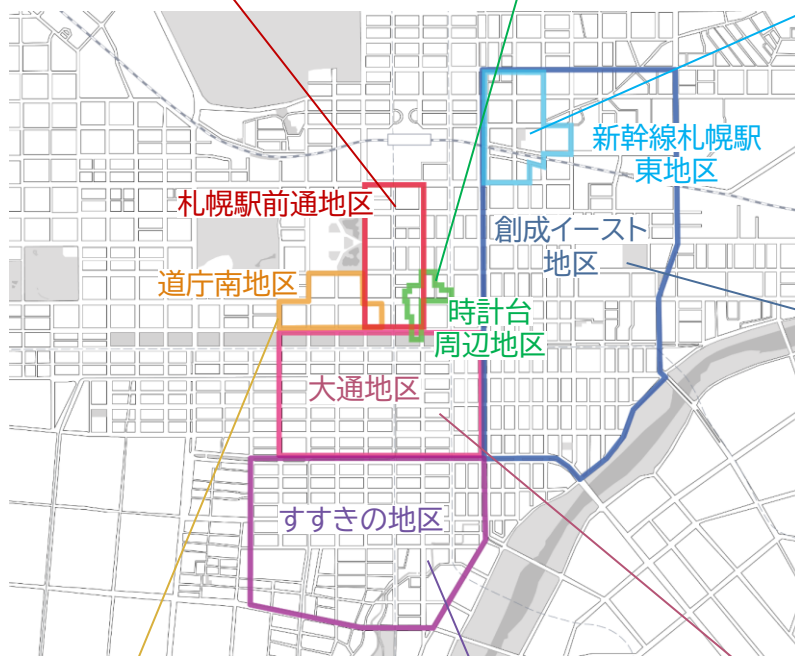 新幹線札幌駅
東地区
札幌駅前通地区
創成イースト
地区
道庁南地区
時計台
周辺地区
大通地区
すすきの地区